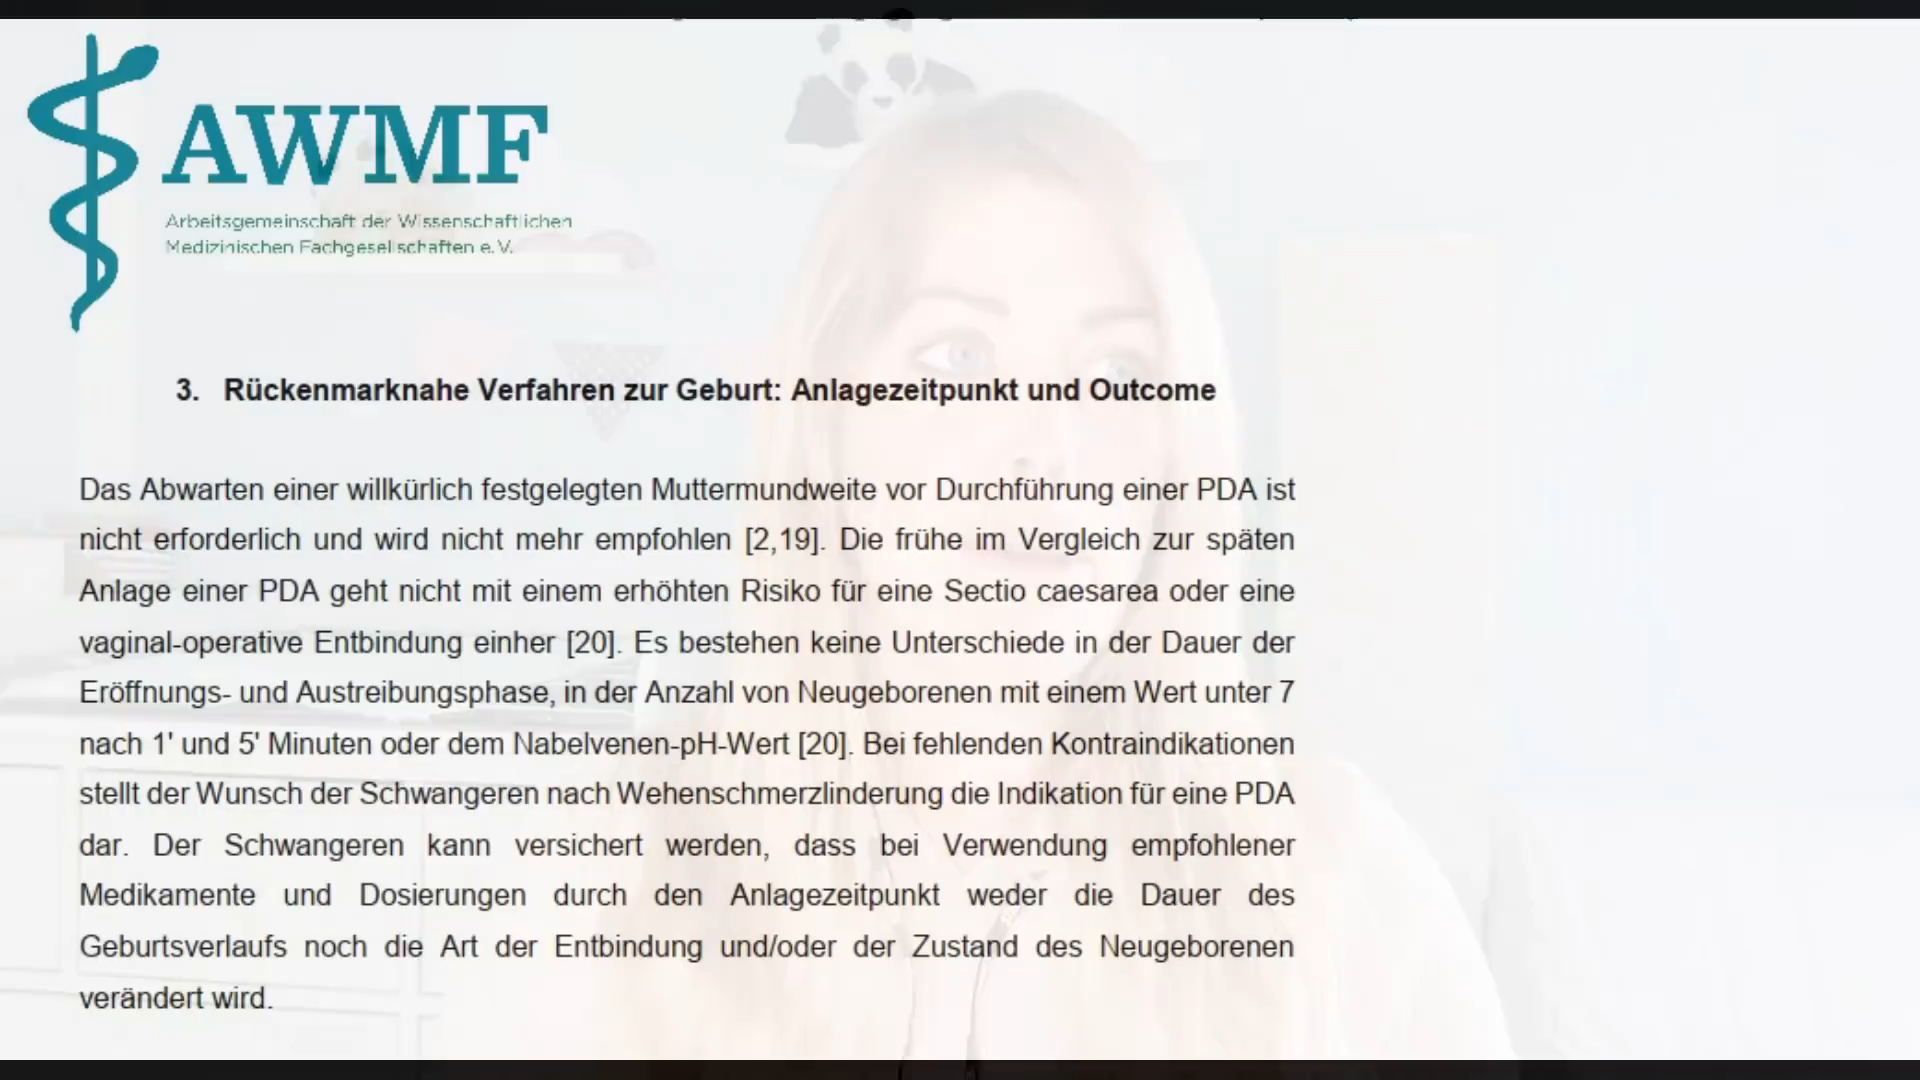 AWMF
Arbeitsgemeinschaft der Wissenschaftlichen
Medizinischen Fachgesellschaften e.V.
3. Rückenmarknahe Verfahren zur Geburt: Anlagezeitpunkt und Outcome
Das Abwarten einer willkürlich festgelegten Muttermundweite vor Durchführung einer PDA ist
nicht erforderlich und wird nicht mehr empfohlen [2,19]. Die frühe im Vergleich zur späten
Anlage einer PDA geht nicht mit einem erhöhten Risiko für eine Sectio caesarea oder eine
vaginal-operative Entbindung einher [20]. Es bestehen keine Unterschiede in der Dauer der
Eröffnungs- und Austreibungsphase, in der Anzahl von Neugeborenen mit einem Wert unter 7
nach 1' und 5' Minuten oder dem Nabelvenen-pH-Wert [20]. Bei fehlenden Kontraindikationen
stellt der Wunsch der Schwangeren nach Wehenschmerzlinderung die Indikation für eine PDA
dar. Der Schwangeren kann versichert werden, dass bei Verwendung empfohlener
Medikamente und Dosierungen durch den Anlagezeitpunkt weder die Dauer des
Geburtsverlaufs noch die Art der Entbindung und/oder der Zustand des Neugeborenen
verändert wird.